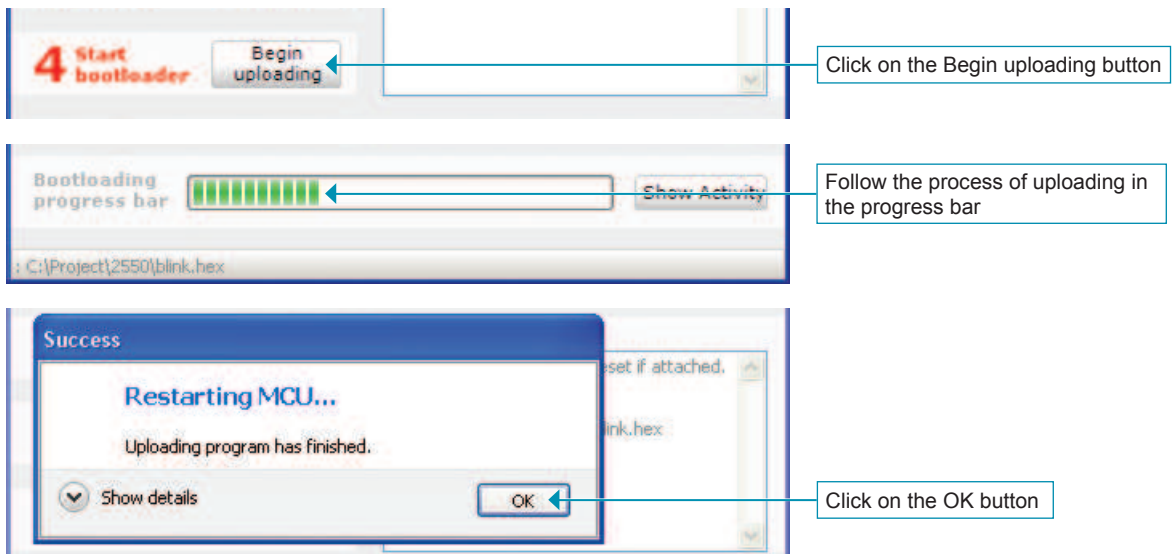 4 Start
bootloader
Begin
uploading
Click on the Begin uploading button
Bootloading
progress bar
Show Activity
Follow the process of uploading in
the progress bar
: C:\Project\2550\blink.hex
Success
Restarting MCU...
eset if attached.
Uploading program has finished.
ink.hex
Show details
OK
Click on the OK button